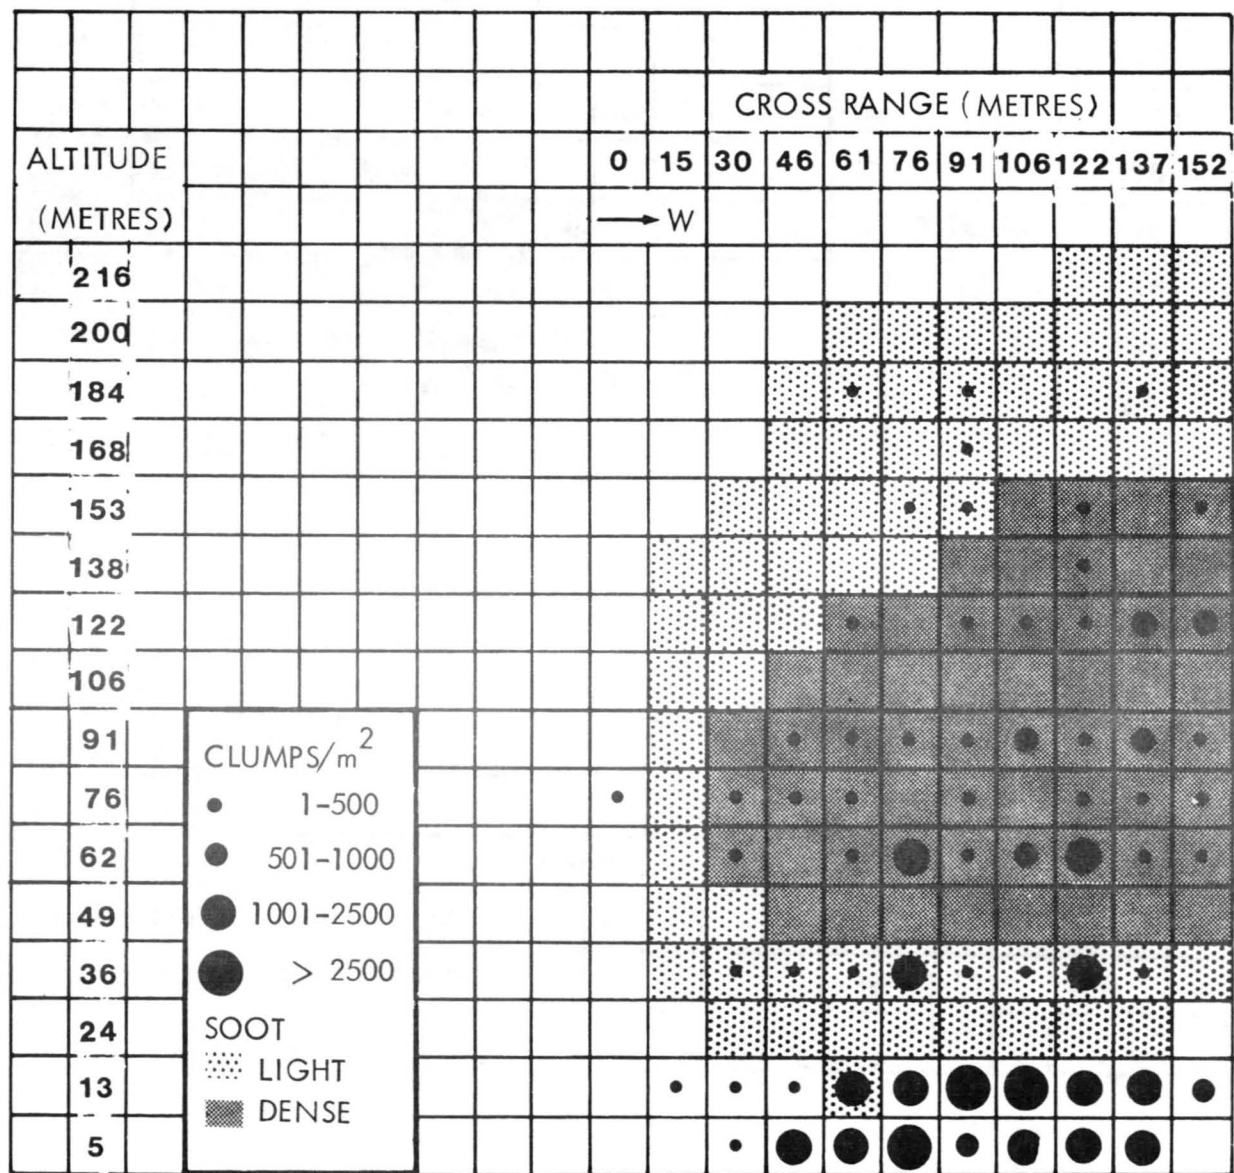 CROSS RANGE (METRES)
ALTITUDE 0 15 30 46 61 76 91 106 122 137 152
(METRES) → W
216
200
184
168
153
138
122
106
91
76
62
49
36
24
13
5
CLUMPS/m²
1-500
501-1000
1001-2500
> 2500
SOOT
LIGHT
DENSE